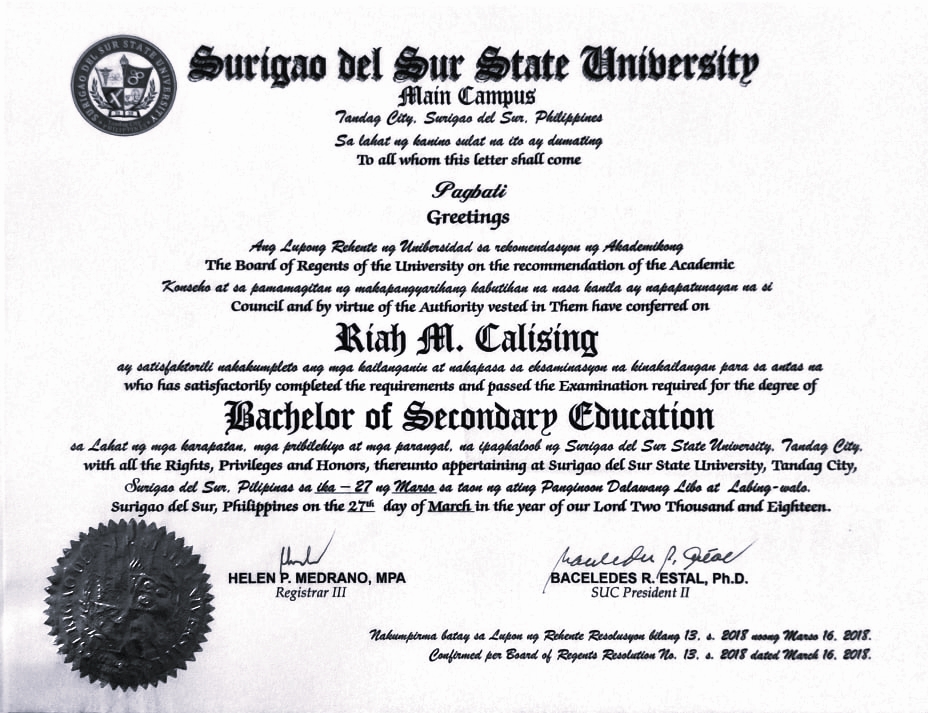 SURIGAO DEL SUR STATE UNIVERSITY
Surigao del Sur State University
Main Campus
Tandag City, Surigao del Sur, Philippines
Sa lahat ng kanino sulat na ito ay dumating
To all whom this letter shall come
Pagbati
Greetings
Ang Lupong Rehente ng Unibersidad sa rekomendasyon ng Akademikong
The Board of Regents of the University on the recommendation of the Academic
Konseho at sa pamamagitan ng makapangyarihang kabutihan na nasa kanila ay napapatunayan na si
Council and by virtue of the Authority vested in Them have conferred on
Riah M. Calising
ay satisfaktorili nakakumpleto ang mga kailanganin at nakapasa sa eksaminasyon na kinakailangan para sa antas na
who has satisfactorily completed the requirements and passed the Examination required for the degree of
Bachelor of Secondary Education
sa Lahat ng mga karapatan, mga pribilehiyo at mga parangal, na ipagkaloob ng Surigao del Sur State University, Tandag City,
with all the Rights, Privileges and Honors, thereunto appertaining at Surigao del Sur State University, Tandag City,
Surigao del Sur, Pilipinas sa ika – 27 ng Marso sa taon ng ating Panginoon Dalawang Libo at Labing-walo.
Surigao del Sur, Philippines on the 27th day of March in the year of our Lord Two Thousand and Eighteen.
HELEN P. MEDRANO, MPA
Registrar III
BACELEDES R. ESTAL, Ph.D.
SUC President II
Nakumpirma batay sa Lupon ng Rehente Resolusyon bilang 13, s. 2018 noong Marso 16, 2018.
Confirmed per Board of Regents Resolution No. 13, s. 2018 dated March 16, 2018.